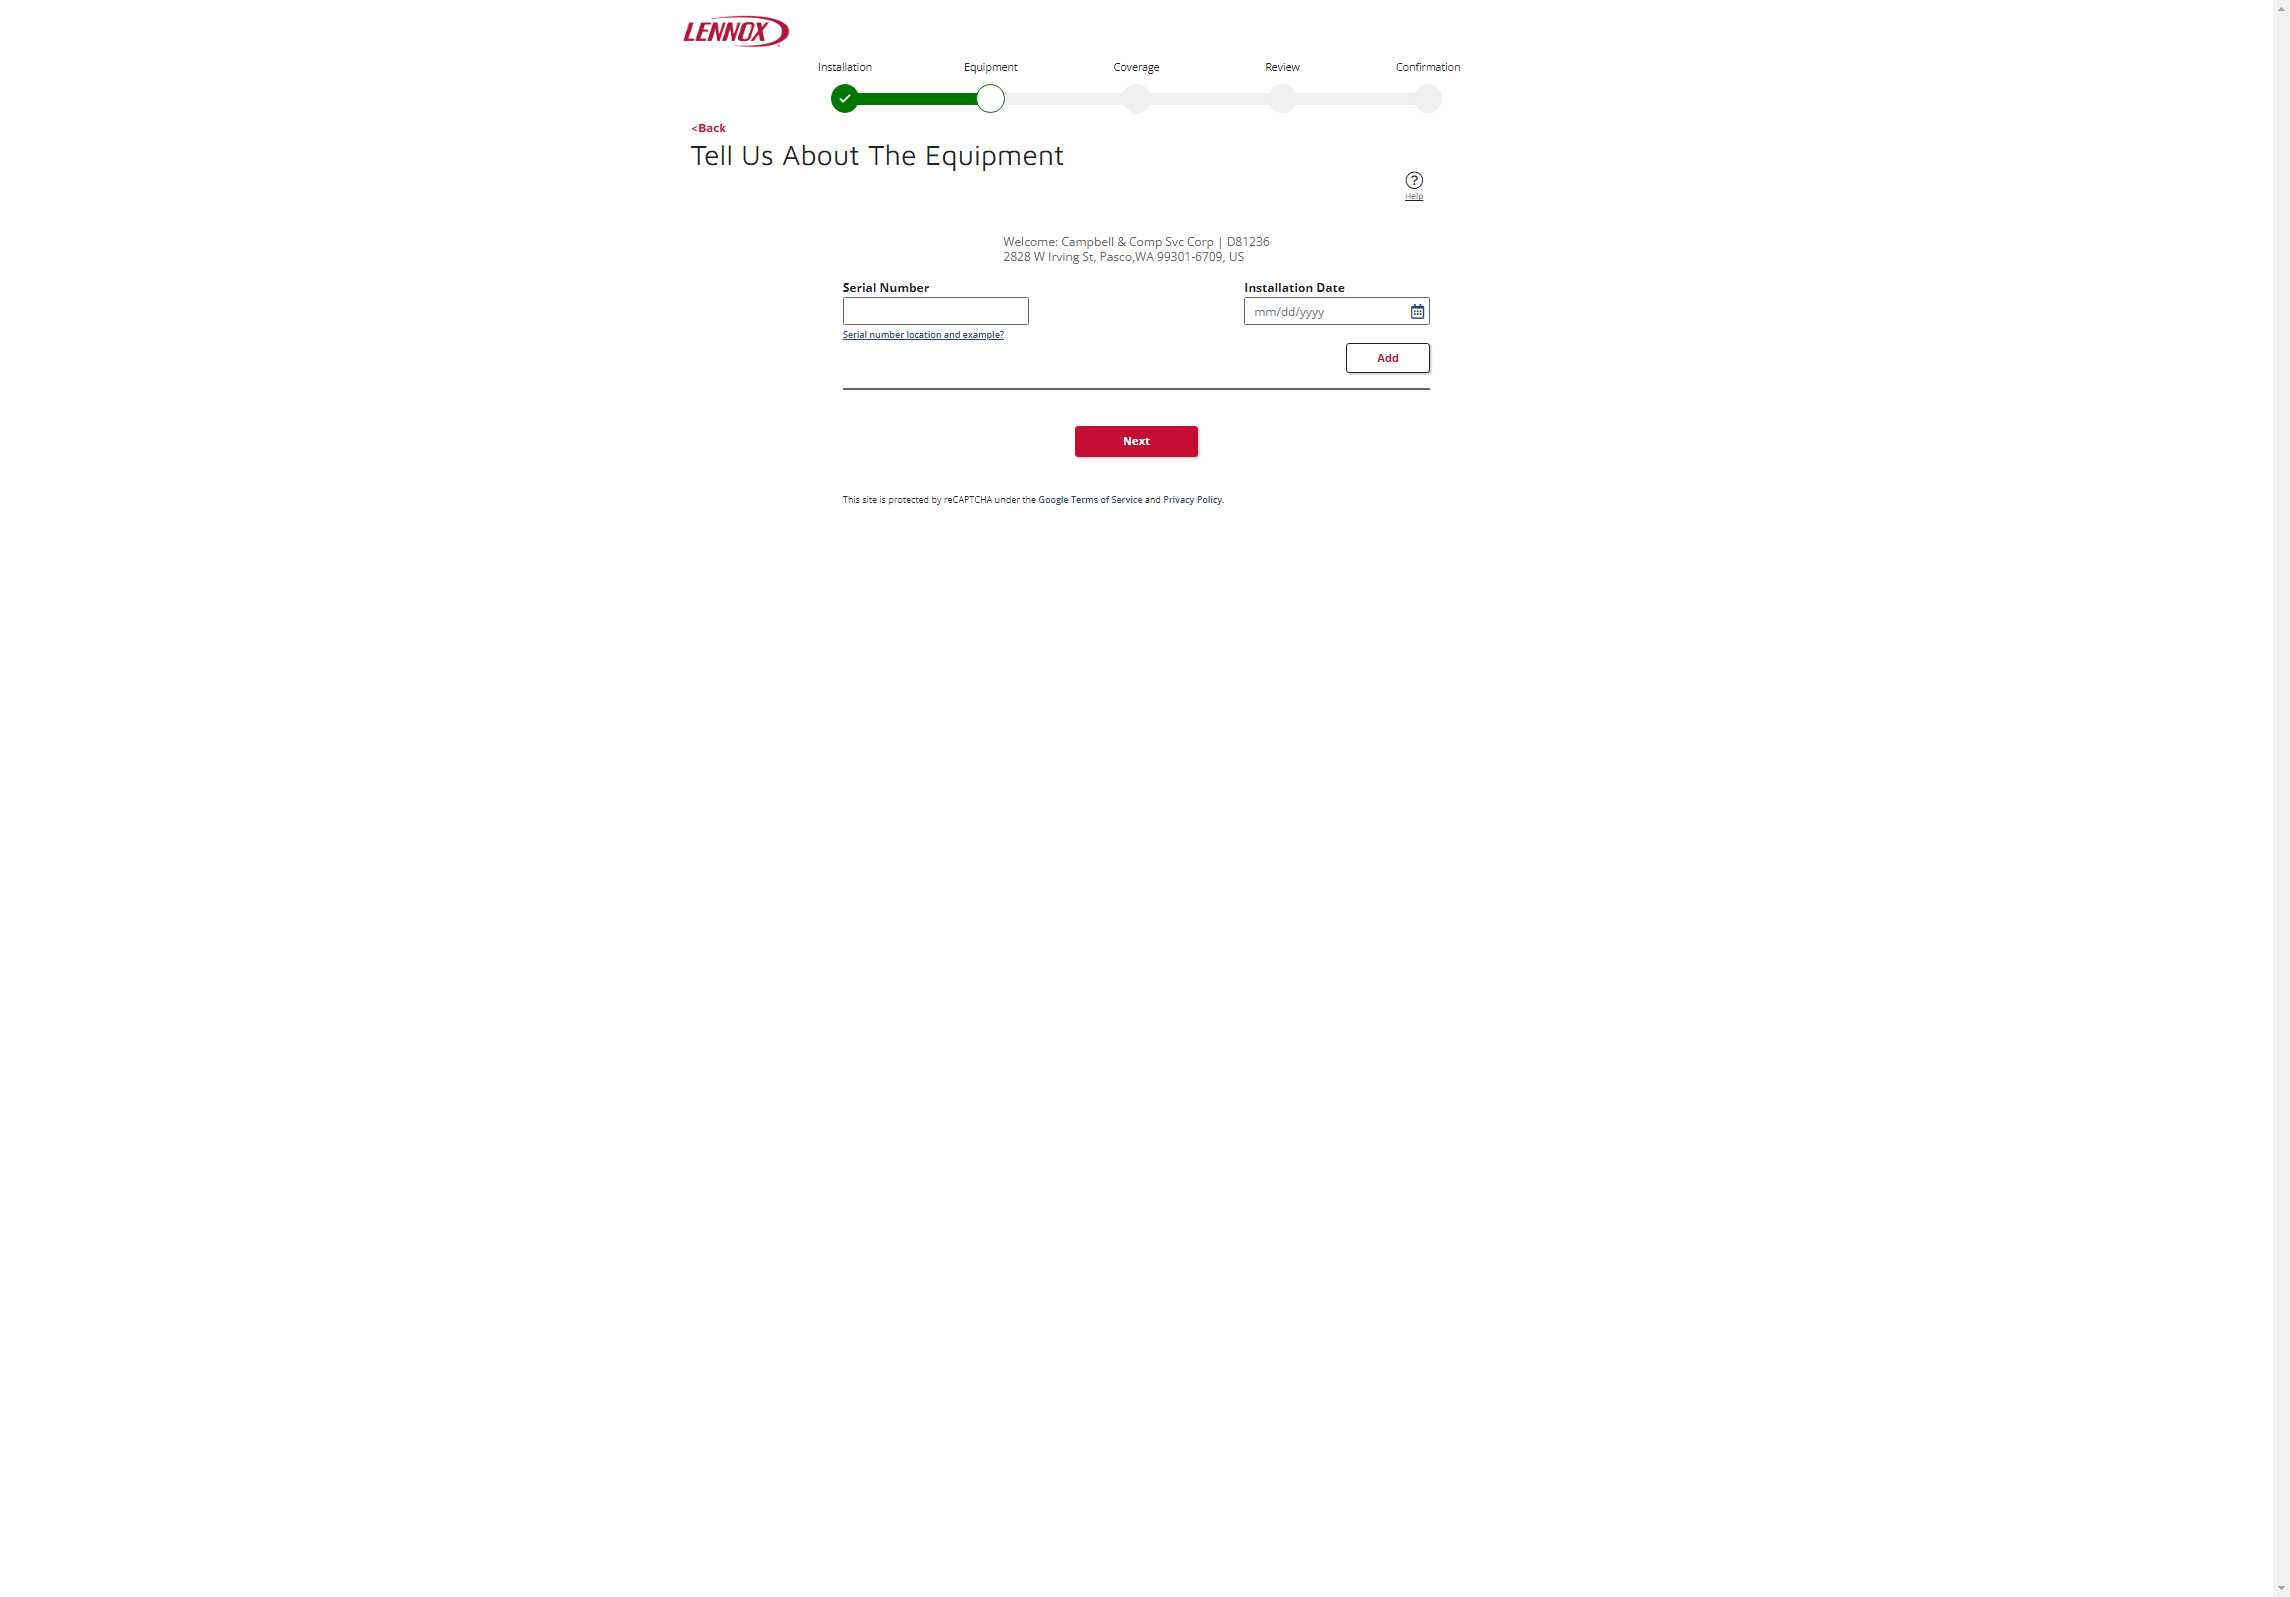 LENNOX
Installation Equipment Coverage Review Confirmation
<Back
Tell Us About The Equipment
?
Help
Welcome: Campbell & Comp Svc Corp | D81236
2828 W Irving St, Pasco,WA 99301-6709, US
Serial Number Installation Date
mm/dd/yyyy
Serial number location and example?
Add
Next
This site is protected by reCAPTCHA under the Google Terms of Service and Privacy Policy.